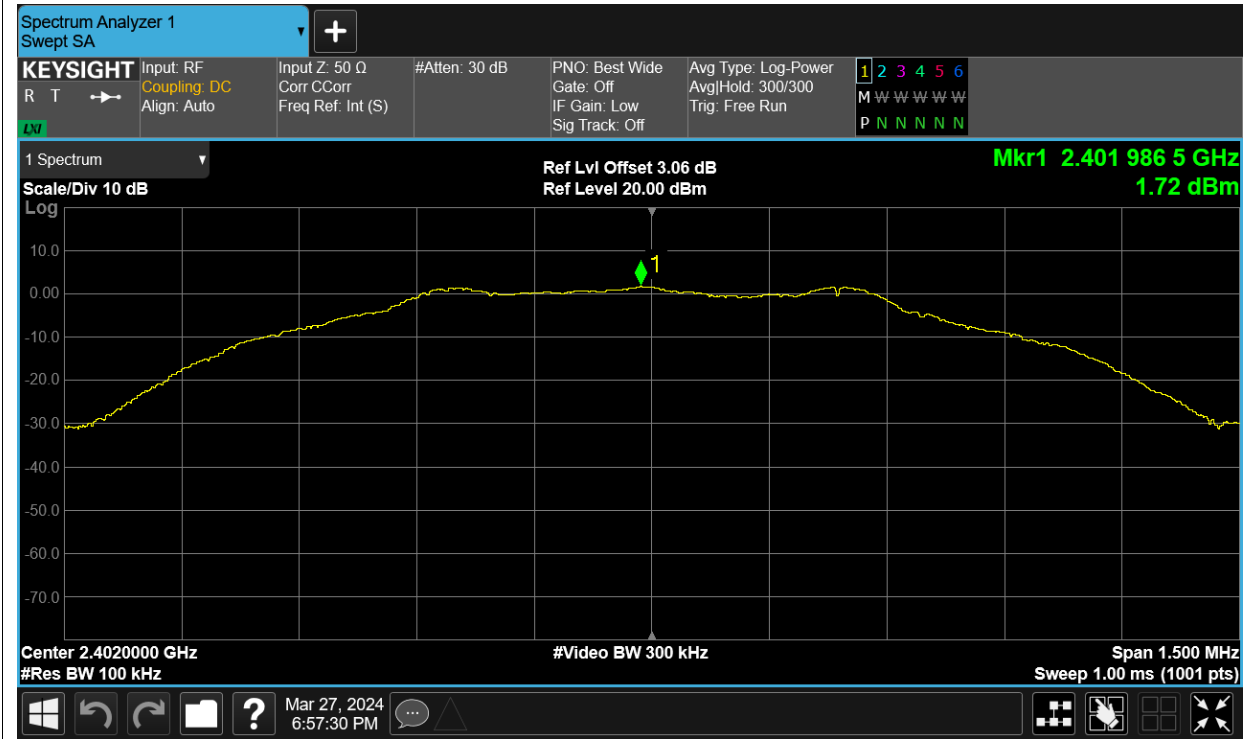 Spectrum Analyzer 1
Swept SA
+
KEYSIGHT
R T
LXI
Input: RF
Coupling: DC
Align: Auto
Input Z: 50 Ω
Corr CCorr
Freq Ref: Int (S)
#Atten: 30 dB
PNO: Best Wide
Gate: Off
IF Gain: Low
Sig Track: Off
Avg Type: Log-Power
Avg|Hold: 300/300
Trig: Free Run
1 2 3 4 5 6
M W W W W W
P N N N N N
1 Spectrum
Scale/Div 10 dB
Log
Ref Lvl Offset 3.06 dB
Ref Level 20.00 dBm
Mkr1 2.401 986 5 GHz
1.72 dBm
10.0
1
0.00
-10.0
-20.0
-30.0
-40.0
-50.0
-60.0
-70.0
Center 2.4020000 GHz
#Res BW 100 kHz
#Video BW 300 kHz
Span 1.500 MHz
Sweep 1.00 ms (1001 pts)
?
Mar 27, 2024
6:57:30 PM